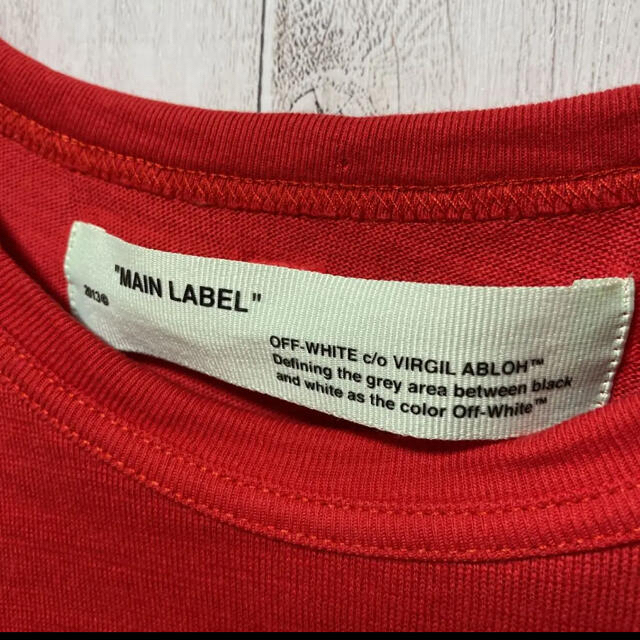 "MAIN LABEL"
2013©
OFF-WHITE c/o VIRGIL ABLOH™
Defining the grey area between black
and white as the color Off-White™